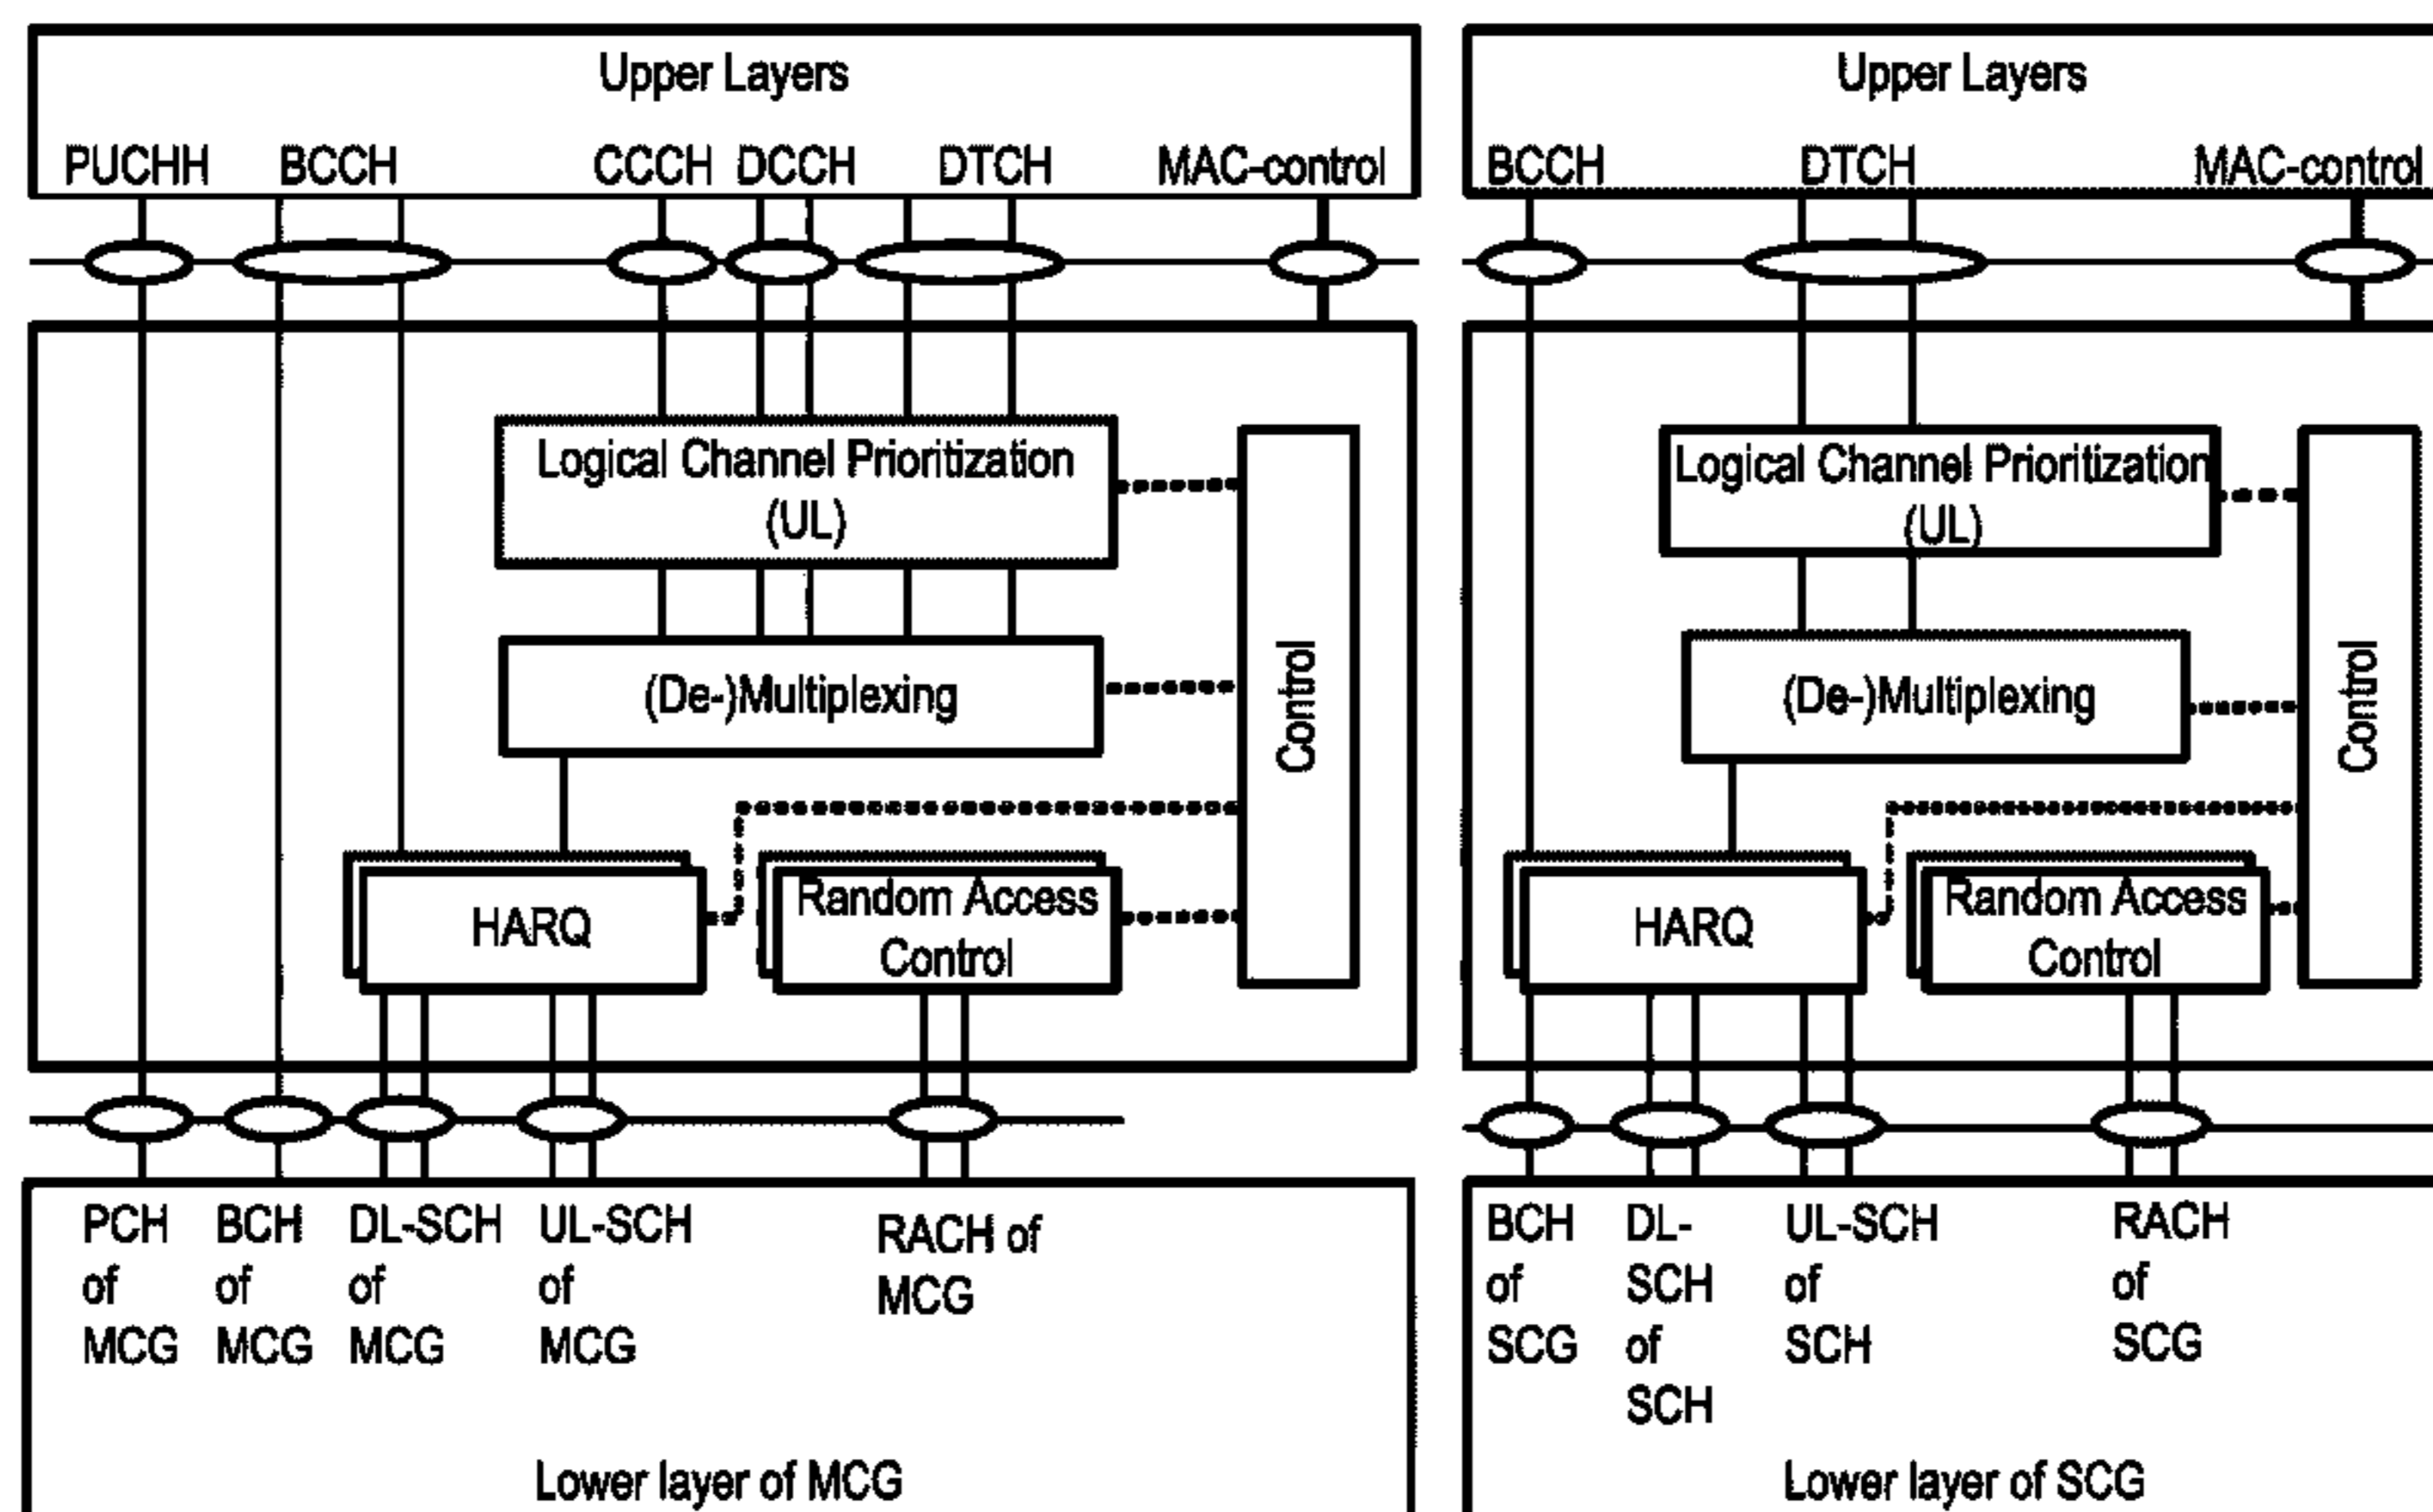 Upper Layers
PUCHH BCCH CCCH DCCH DTCH MAC-control
Logical Channel Prioritization
(UL)
(De-)Multiplexing
Control
HARQ
Random Access
Control
PCH
of
MCG
BCH
of
MCG
DL-SCH
of
MCG
UL-SCH
of
MCG
RACH of
MCG
Lower layer of MCG
Upper Layers
BCCH DTCH MAC-control
Logical Channel Prioritization
(UL)
(De-)Multiplexing
Control
HARQ
Random Access
Control
BCH
of
SCG
DL-
SCH
of
SCH
UL-SCH
of
SCH
RACH
of
SCG
Lower layer of SCG